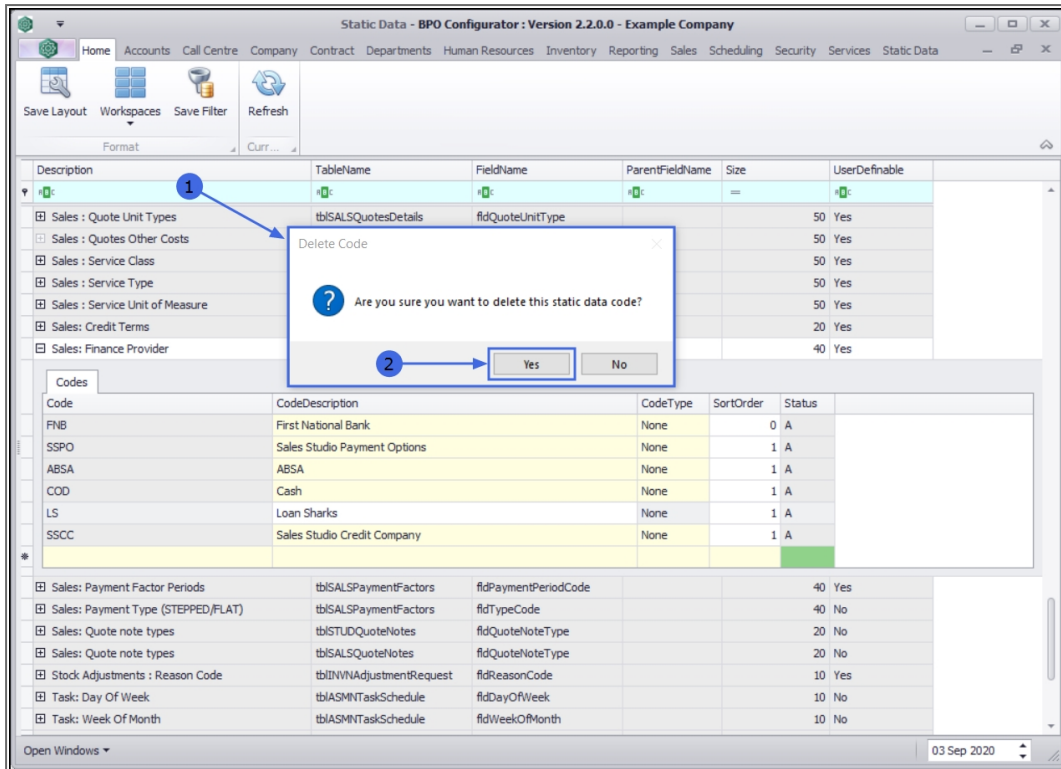 Static Data - BPO Configurator : Version 2.2.0.0 - Example Company
Home Accounts Call Centre Company Contract Departments Human Resources Inventory Reporting Sales Scheduling Security Services Static Data
Save Layout Workspaces Save Filter Refresh
Format Curr...
Description TableName FieldName ParentFieldName Size UserDefinable
1
Sales : Quote Unit Types tblSALSQuotesDetails fldQuoteUnitType 50 Yes
Sales : Quotes Other Costs 50 Yes
Sales : Service Class 50 Yes
Sales : Service Type 50 Yes
Sales : Service Unit of Measure 50 Yes
Sales: Credit Terms 20 Yes
Sales: Finance Provider 40 Yes
Delete Code
Are you sure you want to delete this static data code?
2
Yes No
Codes
Code CodeDescription CodeType SortOrder Status
FNB First National Bank None 0 A
SSPO Sales Studio Payment Options None 1 A
ABSA ABSA None 1 A
COD Cash None 1 A
LS Loan Sharks None 1 A
SSCC Sales Studio Credit Company None 1 A
Sales: Payment Factor Periods tblSALSPaymentFactors fldPaymentPeriodCode 40 Yes
Sales: Payment Type (STEPPED/FLAT) tblSALSPaymentFactors fldTypeCode 40 No
Sales: Quote note types tblSTUDQuoteNotes fldQuoteNoteType 20 No
Sales: Quote note types tblSALSQuoteNotes fldQuoteNoteType 20 No
Stock Adjustments : Reason Code tblINVNAdjustmentRequest fldReasonCode 10 Yes
Task: Day Of Week tblASMNTaskSchedule fldDayOfWeek 10 No
Task: Week Of Month tblASMNTaskSchedule fldWeekOfMonth 10 No
Open Windows 03 Sep 2020